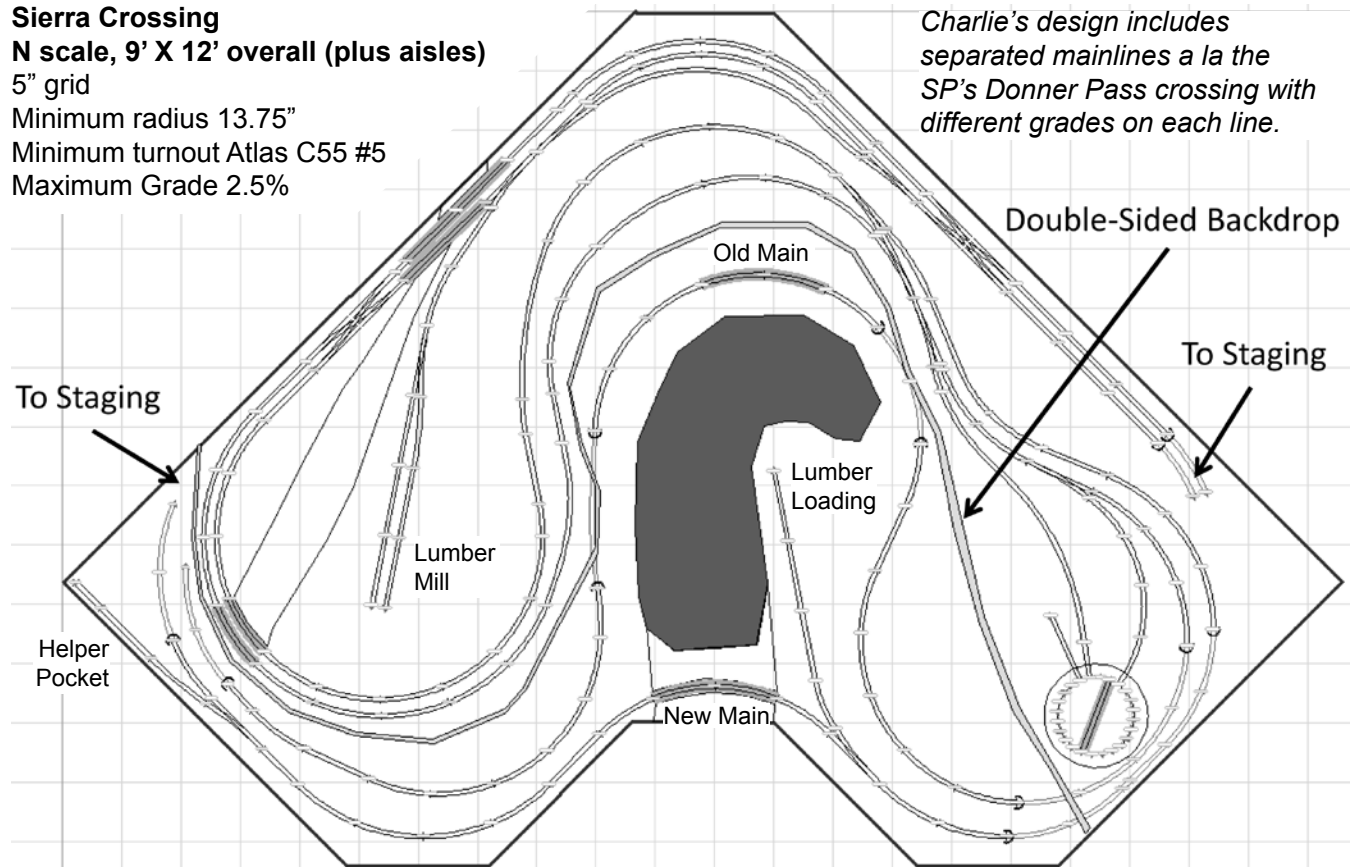 Sierra Crossing
N scale, 9’ X 12’ overall (plus aisles)
5” grid
Minimum radius 13.75”
Minimum turnout Atlas C55 #5
Maximum Grade 2.5%
Charlie’s design includes
separated mainlines a la the
SP’s Donner Pass crossing with
different grades on each line.
Double-Sided Backdrop
Old Main
To Staging
To Staging
Lumber
Loading
Lumber
Mill
Helper
Pocket
New Main